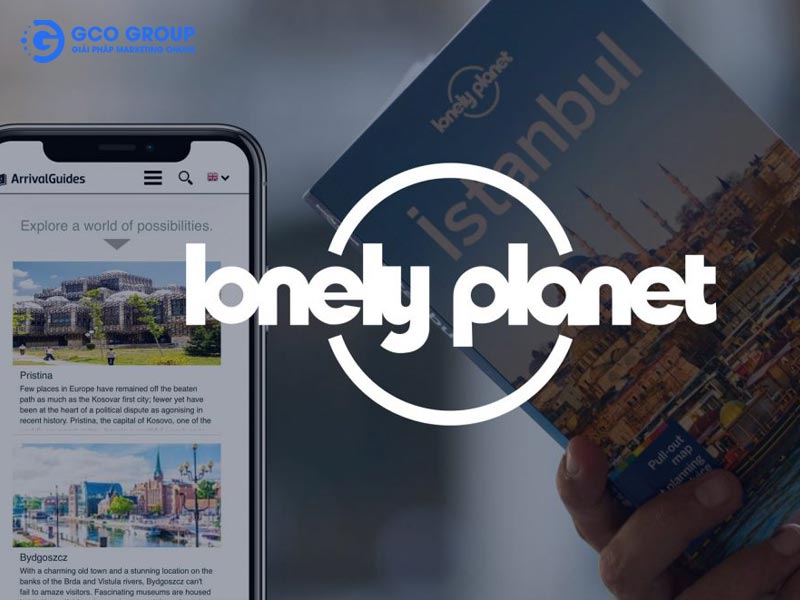 GCO GROUP
GIẢI PHÁP MARKETING ONLINE
ArrivalGuides
Explore a world of possibilities.
Pristina
Few places in Europe have remained off the beaten
path as much as the Kosovar first city; fewer yet have
been at the heart of a political dispute as agonising in
recent history. Pristina, the capital of Kosovo, one of the
Bydgoszcz
With a charming old town and a stunning location on the
banks of the Brda and Vistula rivers, Bydgoszcz can't
fail to amaze visitors. Fascinating museums are housed
lonely planet
lonely planet
İstanbul
Pull-out
map
planning